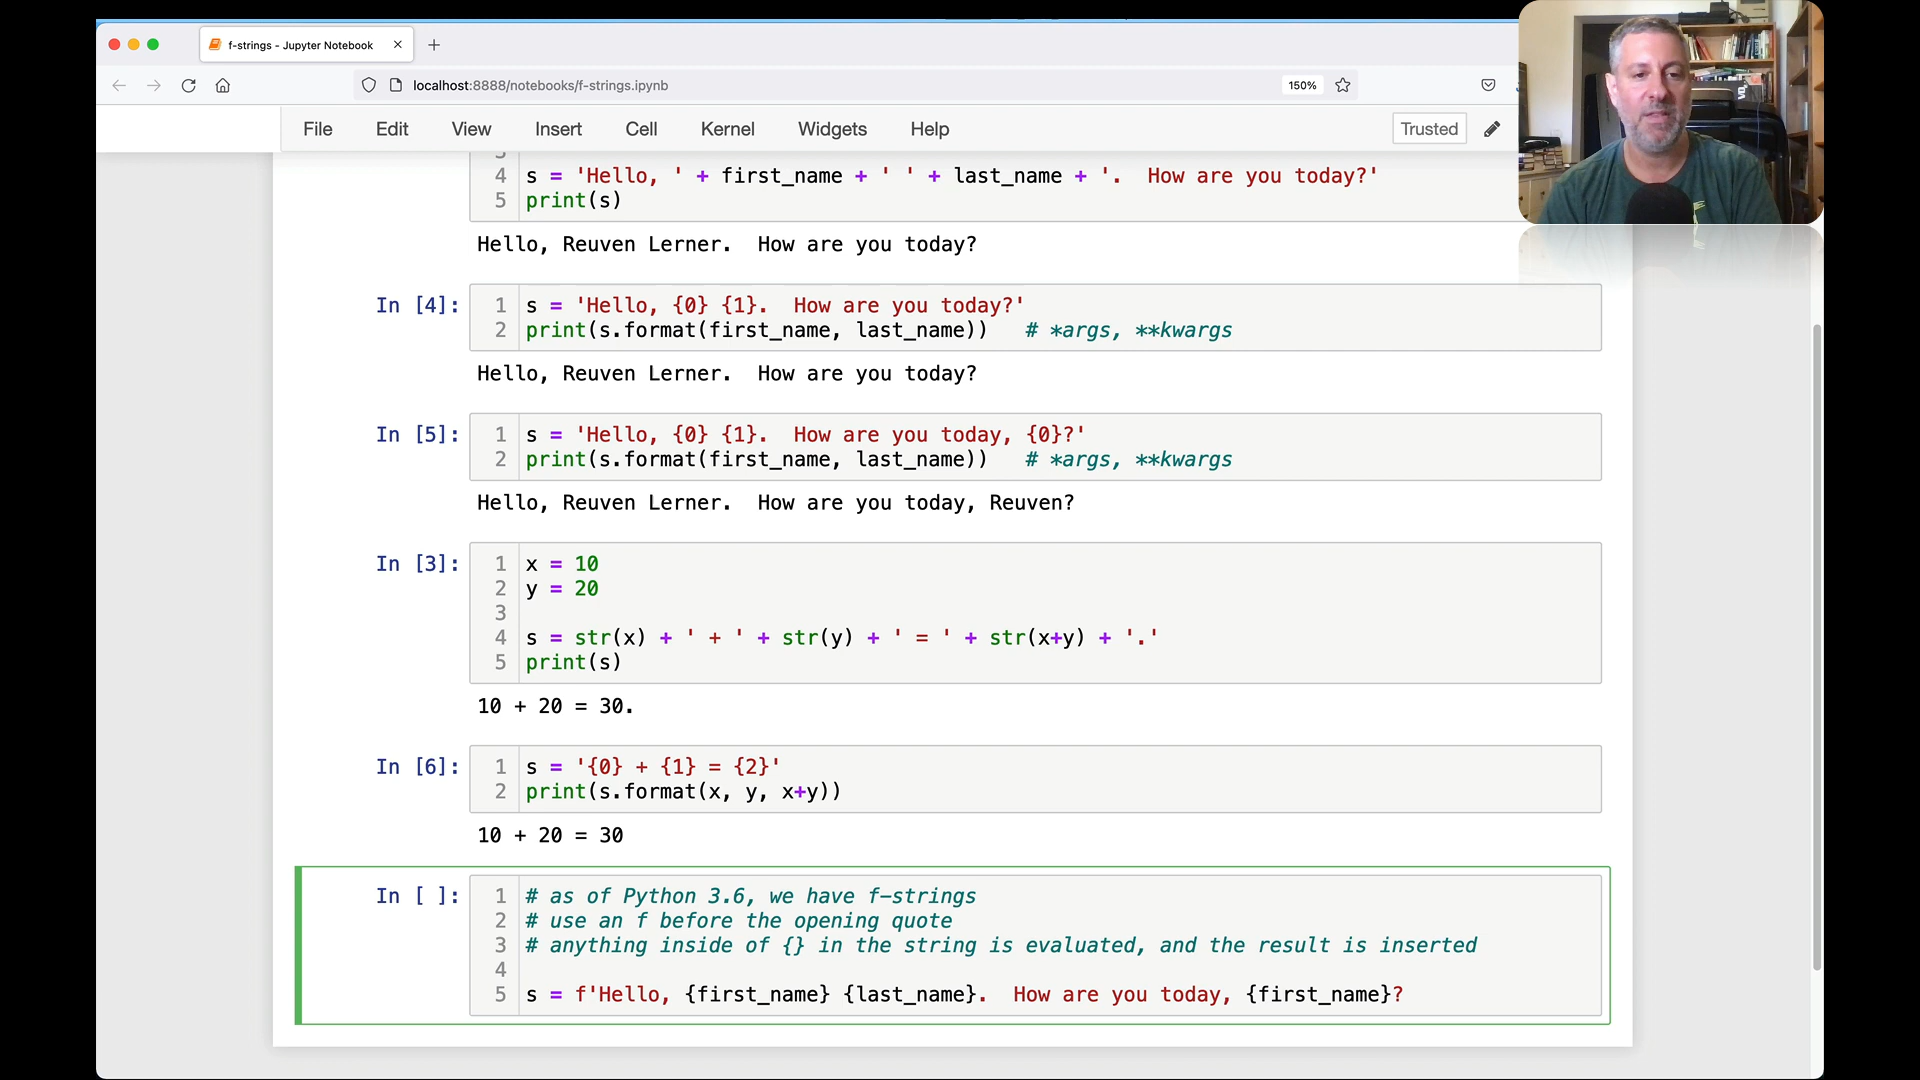 f-strings - Jupyter Notebook
localhost:8888/notebooks/f-strings.ipynb
150%
File Edit View Insert Cell Kernel Widgets Help
Trusted
4 s = 'Hello, ' + first_name + ' ' + last_name + '.  How are you today?'
5 print(s)
Hello, Reuven Lerner.  How are you today?
In [4]:
1 s = 'Hello, {0} {1}.  How are you today?'
2 print(s.format(first_name, last_name))   # *args, **kwargs
Hello, Reuven Lerner.  How are you today?
In [5]:
1 s = 'Hello, {0} {1}.  How are you today, {0}?'
2 print(s.format(first_name, last_name))   # *args, **kwargs
Hello, Reuven Lerner.  How are you today, Reuven?
In [3]:
1 x = 10
2 y = 20
3
4 s = str(x) + ' + ' + str(y) + ' = ' + str(x+y) + '.'
5 print(s)
10 + 20 = 30.
In [6]:
1 s = '{0} + {1} = {2}'
2 print(s.format(x, y, x+y))
10 + 20 = 30
In [ ]:
1 # as of Python 3.6, we have f-strings
2 # use an f before the opening quote
3 # anything inside of {} in the string is evaluated, and the result is inserted
4
5 s = f'Hello, {first_name} {last_name}.  How are you today, {first_name}?